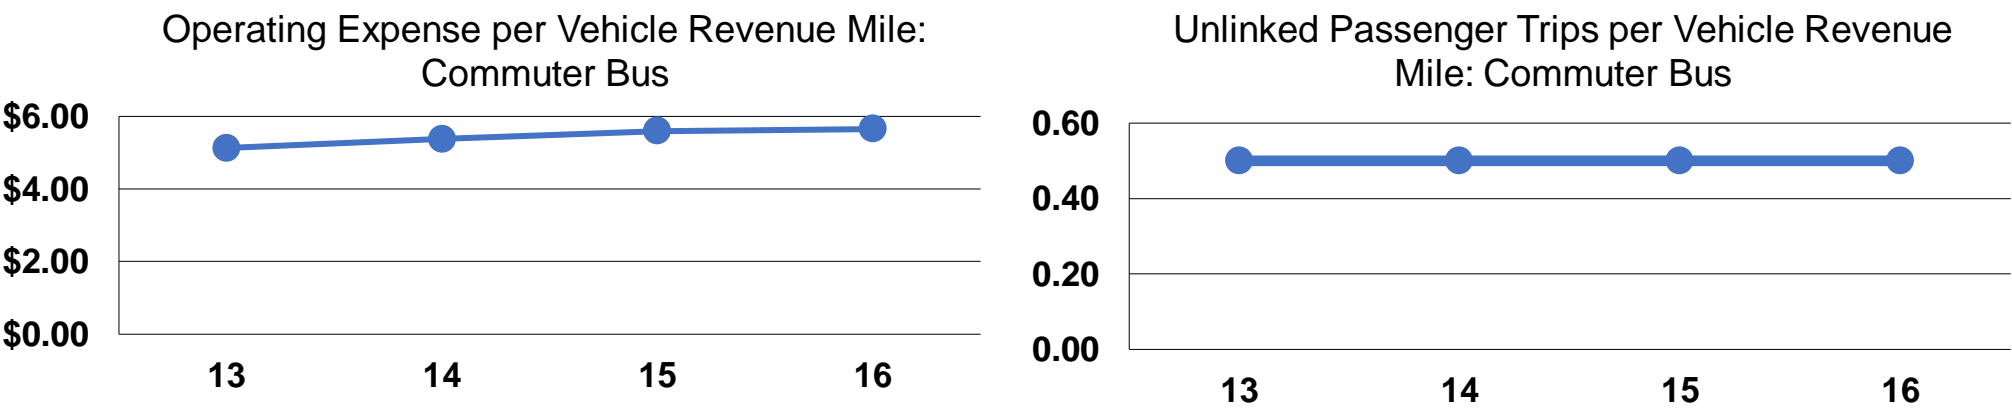 Operating Expense per Vehicle Revenue Mile:
Commuter Bus
$6.00
$4.00
$2.00
$0.00
13 14 15 16
Unlinked Passenger Trips per Vehicle Revenue
Mile: Commuter Bus
0.60
0.40
0.20
0.00
13 14 15 16